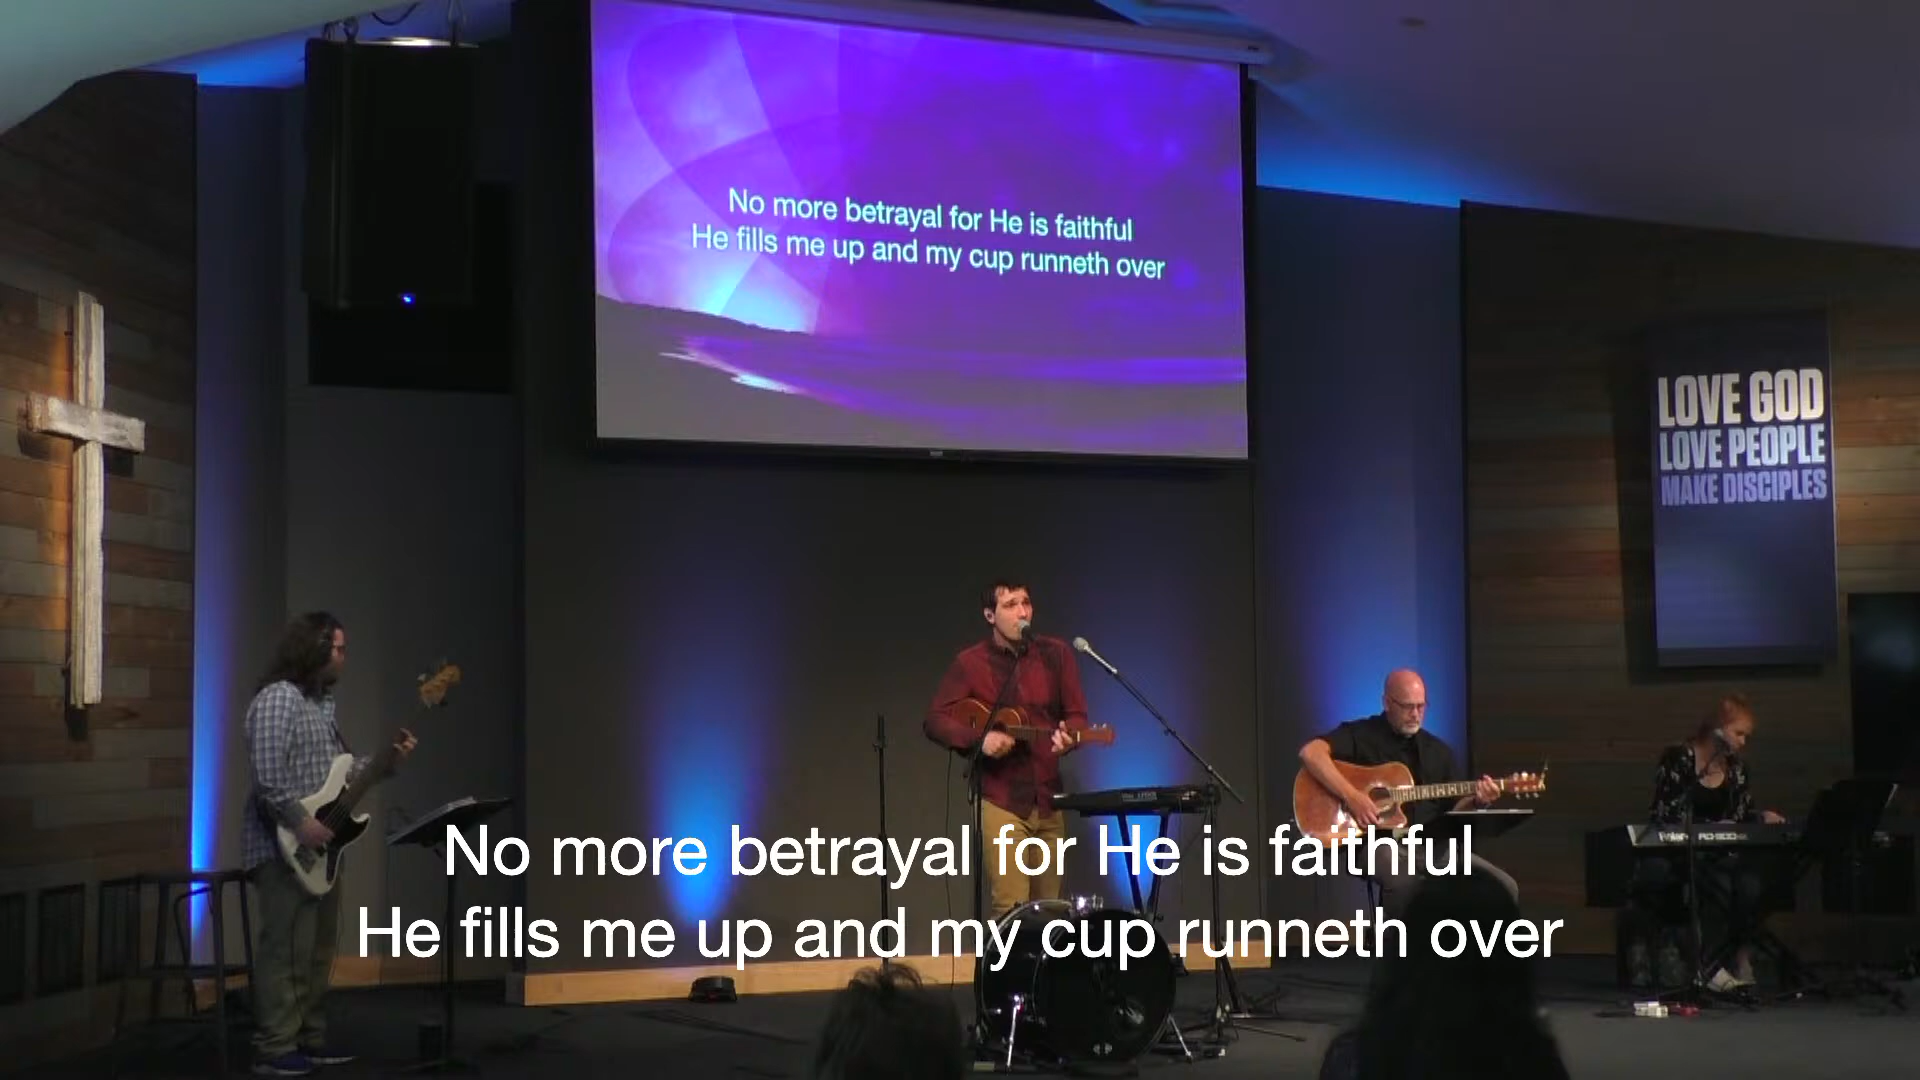 No more betrayal for He is faithful
He fills me up and my cup runneth over
LOVE GOD
LOVE PEOPLE
MAKE DISCIPLES
No more betrayal for He is faithful
He fills me up and my cup runneth over